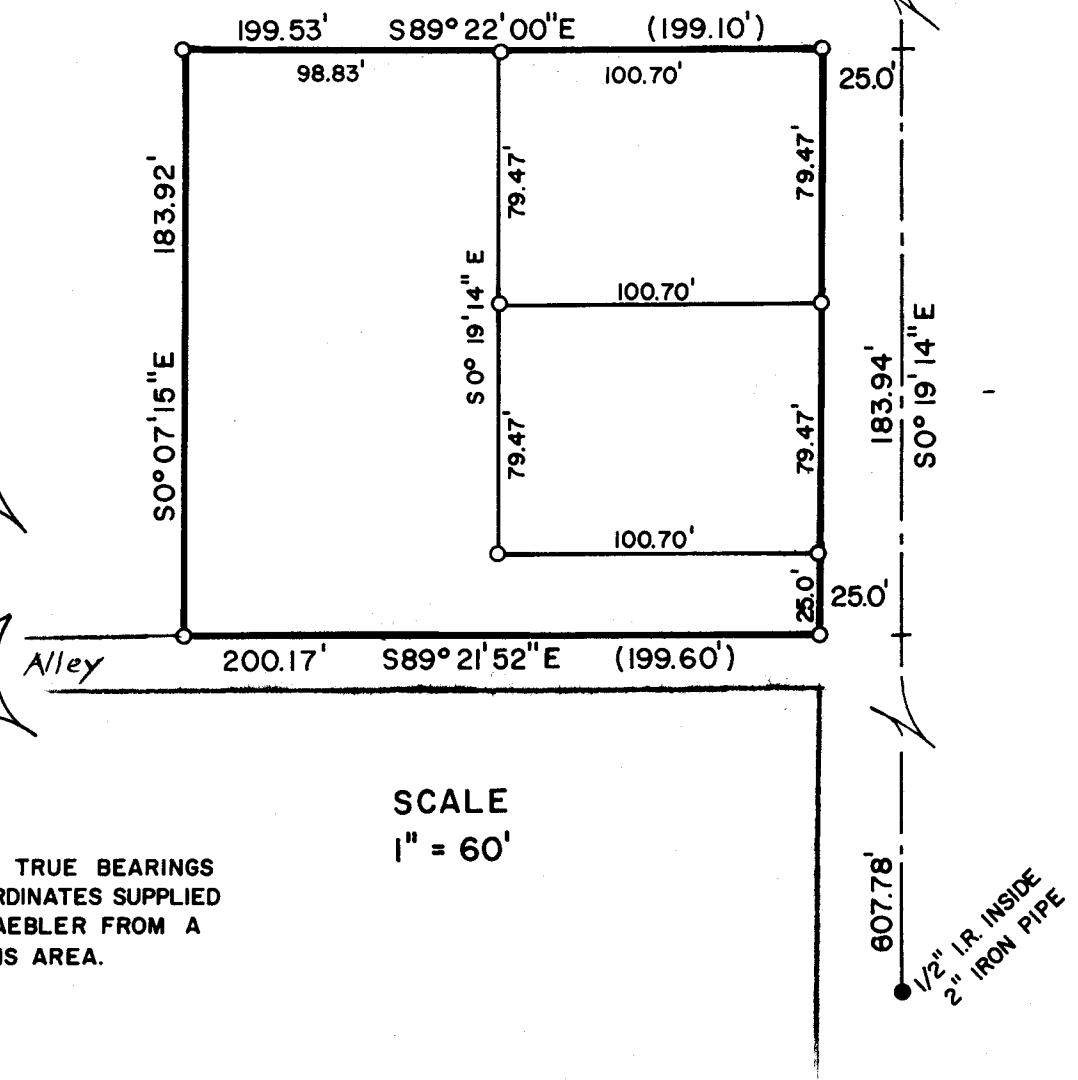 199.53' S89° 22' 00" E (199.10')
98.83'
100.70'
25.0'
183.92'
79.47'
79.47'
S0° 19' 14" E
100.70'
S0° 07' 15" E
183.94'
S0° 19' 14" E
79.47'
79.47'
100.70'
25.0'
25.0'
Alley
200.17' S89° 21' 52" E (199.60')
SCALE
1" = 60'
TRUE BEARINGS
RDINATES SUPPLIED
AEBLER FROM A
IS AREA.
607.78'
1/2" I.R. INSIDE
2" IRON PIPE